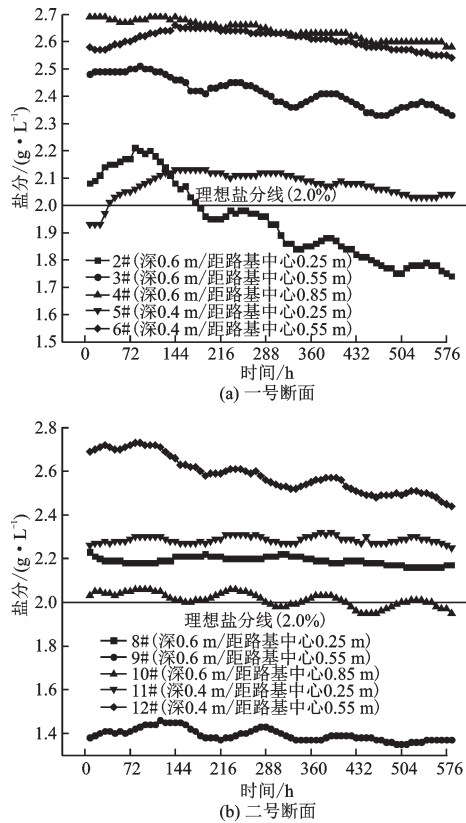 2.7
2.6
2.5
2.4
2.3
2.2
2.1
2.0
1.9
1.8
1.7
1.6
1.5
盐分/(g·L⁻¹)
理想盐分线(2.0%)
2#(深0.6 m/距路基中心0.25 m)
3#(深0.6 m/距路基中心0.55 m)
4#(深0.6 m/距路基中心0.85 m)
5#(深0.4 m/距路基中心0.25 m)
6#(深0.4 m/距路基中心0.55 m)
0 72 144 216 288 360 432 504 576
时间/h
(a) 一号断面
2.8
2.6
2.4
2.2
2.0
1.8
1.6
1.4
盐分/(g·L⁻¹)
理想盐分线(2.0%)
8#(深0.6 m/距路基中心0.25 m)
9#(深0.6 m/距路基中心0.55 m)
10#(深0.6 m/距路基中心0.85 m)
11#(深0.4 m/距路基中心0.25 m)
12#(深0.4 m/距路基中心0.55 m)
0 72 144 216 288 360 432 504 576
时间/h
(b) 二号断面